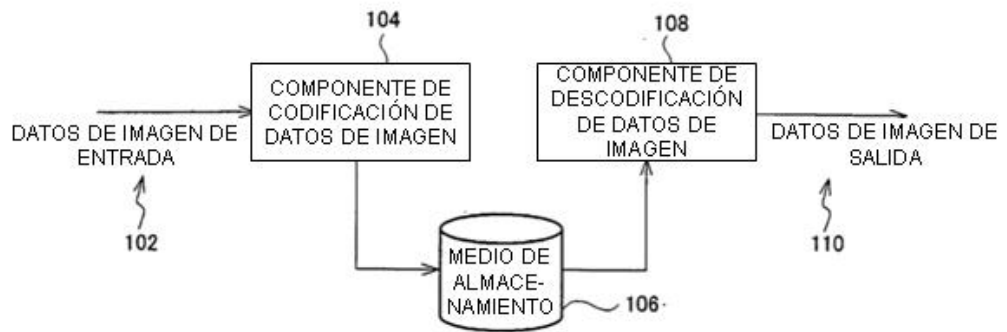 104
COMPONENTE DE
CODIFICACIÓN DE
DATOS DE IMAGEN
108
COMPONENTE DE
DESCODIFICACIÓN
DE DATOS DE
IMAGEN
DATOS DE IMAGEN DE
ENTRADA
102
DATOS DE IMAGEN DE
SALIDA
110
MEDIO DE
ALMACE-
NAMIENTO
106